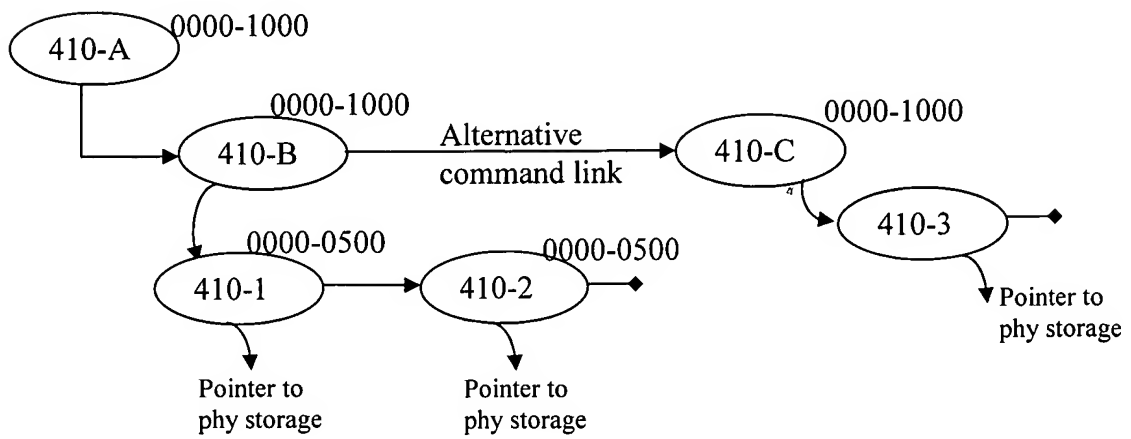 0000-1000
410-A
0000-1000
0000-1000
410-B
Alternative
command link
410-C
410-3
0000-0500
0000-0500
410-1
410-2
Pointer to
phy storage
Pointer to
phy storage
Pointer to
phy storage